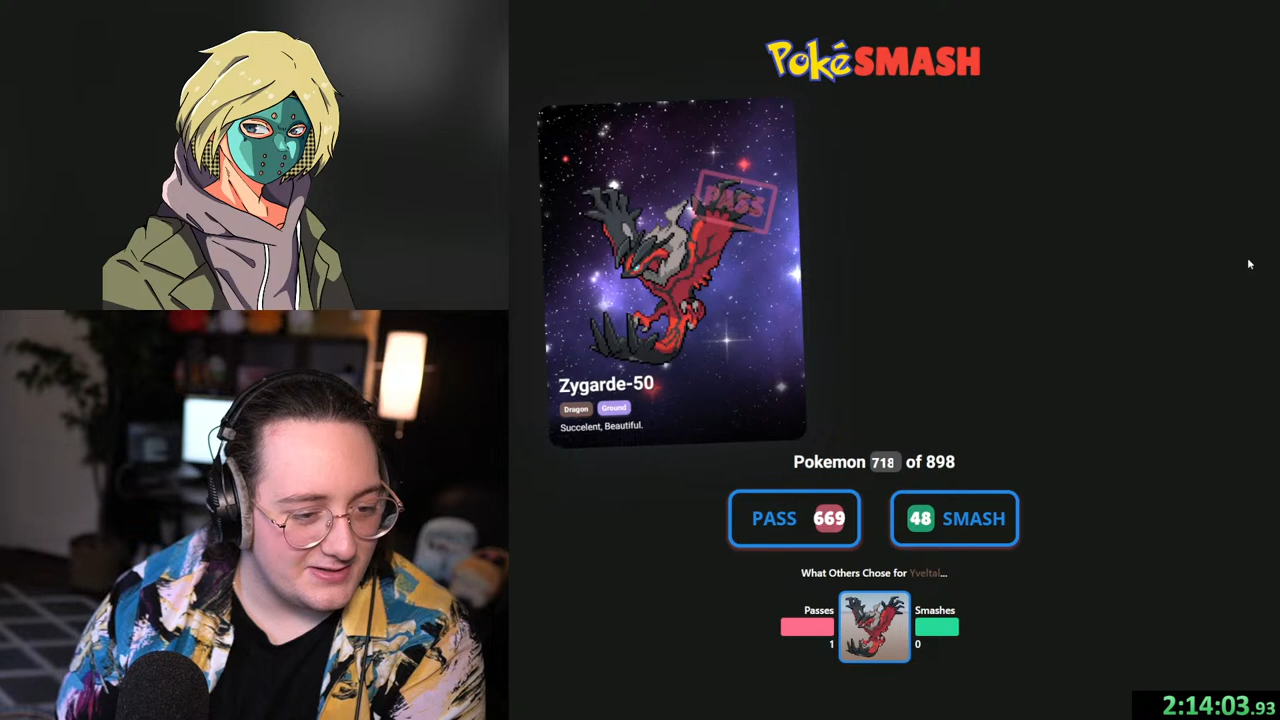 PokéSMASH
PASS
Zygarde-50
Dragon Ground
Succelent, Beautiful.
Pokemon 718 of 898
PASS 669
48 SMASH
What Others Chose for Yveltal...
Passes
Smashes
1
0
2:14:03.93